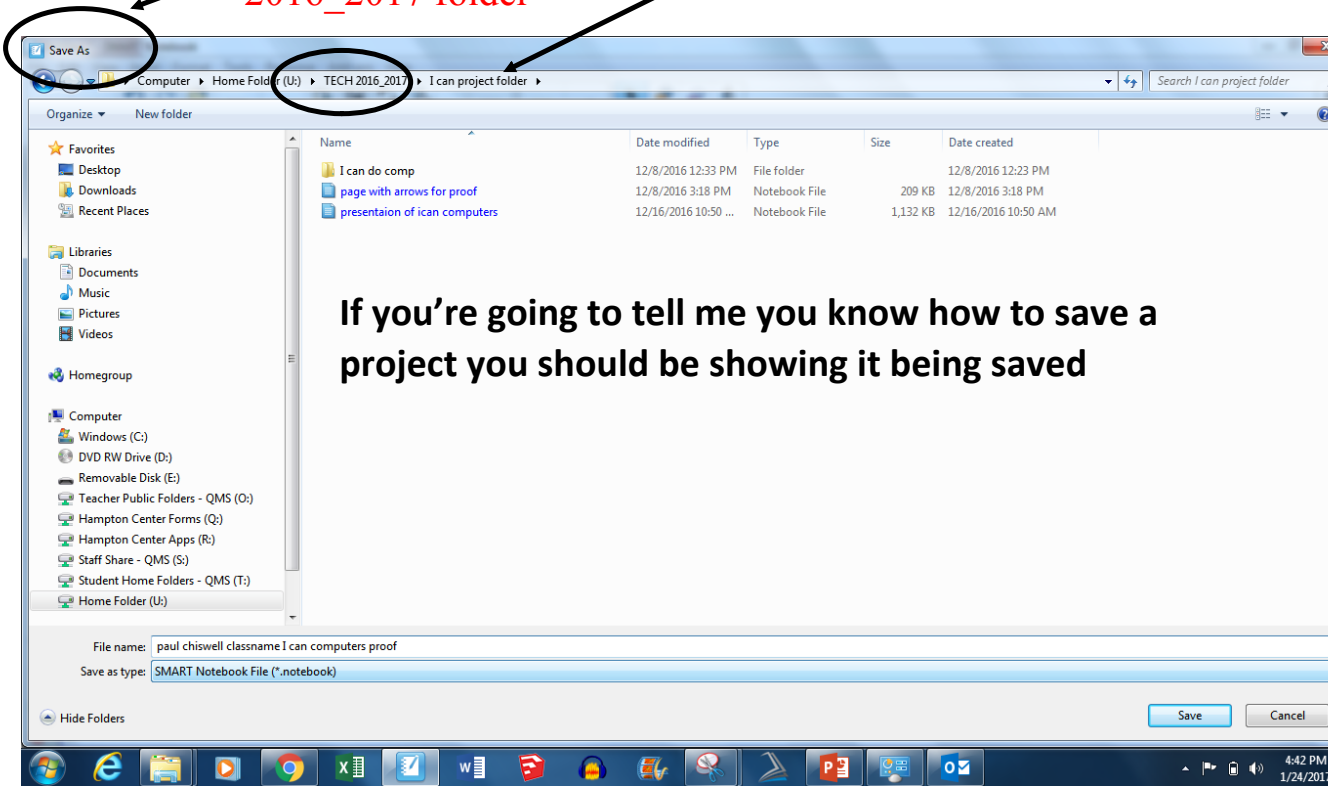 2016_2017 folder
Save As
Computer ▸ Home Folder (U:) ▸ TECH 2016_2017 ▸ I can project folder ▸
Search I can project folder
Organize ▾ New folder
Favorites
Desktop
Downloads
Recent Places
Libraries
Documents
Music
Pictures
Videos
Homegroup
Computer
Windows (C:)
DVD RW Drive (D:)
Removable Disk (E:)
Teacher Public Folders - QMS (O:)
Hampton Center Forms (Q:)
Hampton Center Apps (R:)
Staff Share - QMS (S:)
Student Home Folders - QMS (T:)
Home Folder (U:)
Name Date modified Type Size Date created
I can do comp 12/8/2016 12:33 PM File folder 12/8/2016 12:23 PM
page with arrows for proof 12/8/2016 3:18 PM Notebook File 209 KB 12/8/2016 3:18 PM
presentaion of ican computers 12/16/2016 10:50 ... Notebook File 1,132 KB 12/16/2016 10:50 AM
If you’re going to tell me you know how to save a
project you should be showing it being saved
File name: paul chiswell classname I can computers proof
Save as type: SMART Notebook File (*.notebook)
Hide Folders
Save Cancel
4:42 PM
1/24/2017